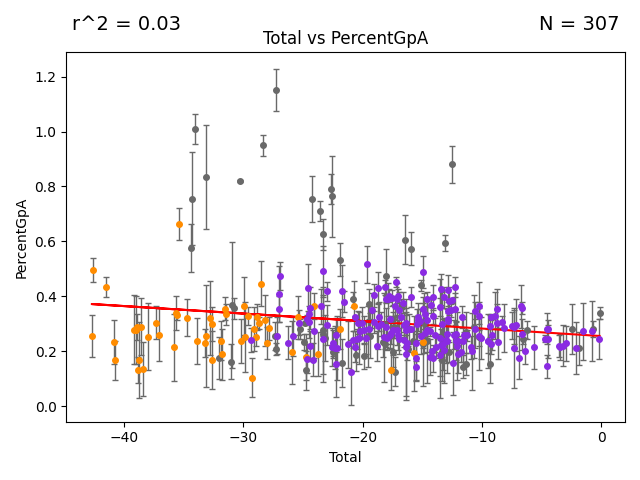 r^2 = 0.03
N = 307
Total vs PercentGpA
1.2
1.0
0.8
0.6
0.4
0.2
0.0
PercentGpA
−40
−30
−20
−10
0
Total